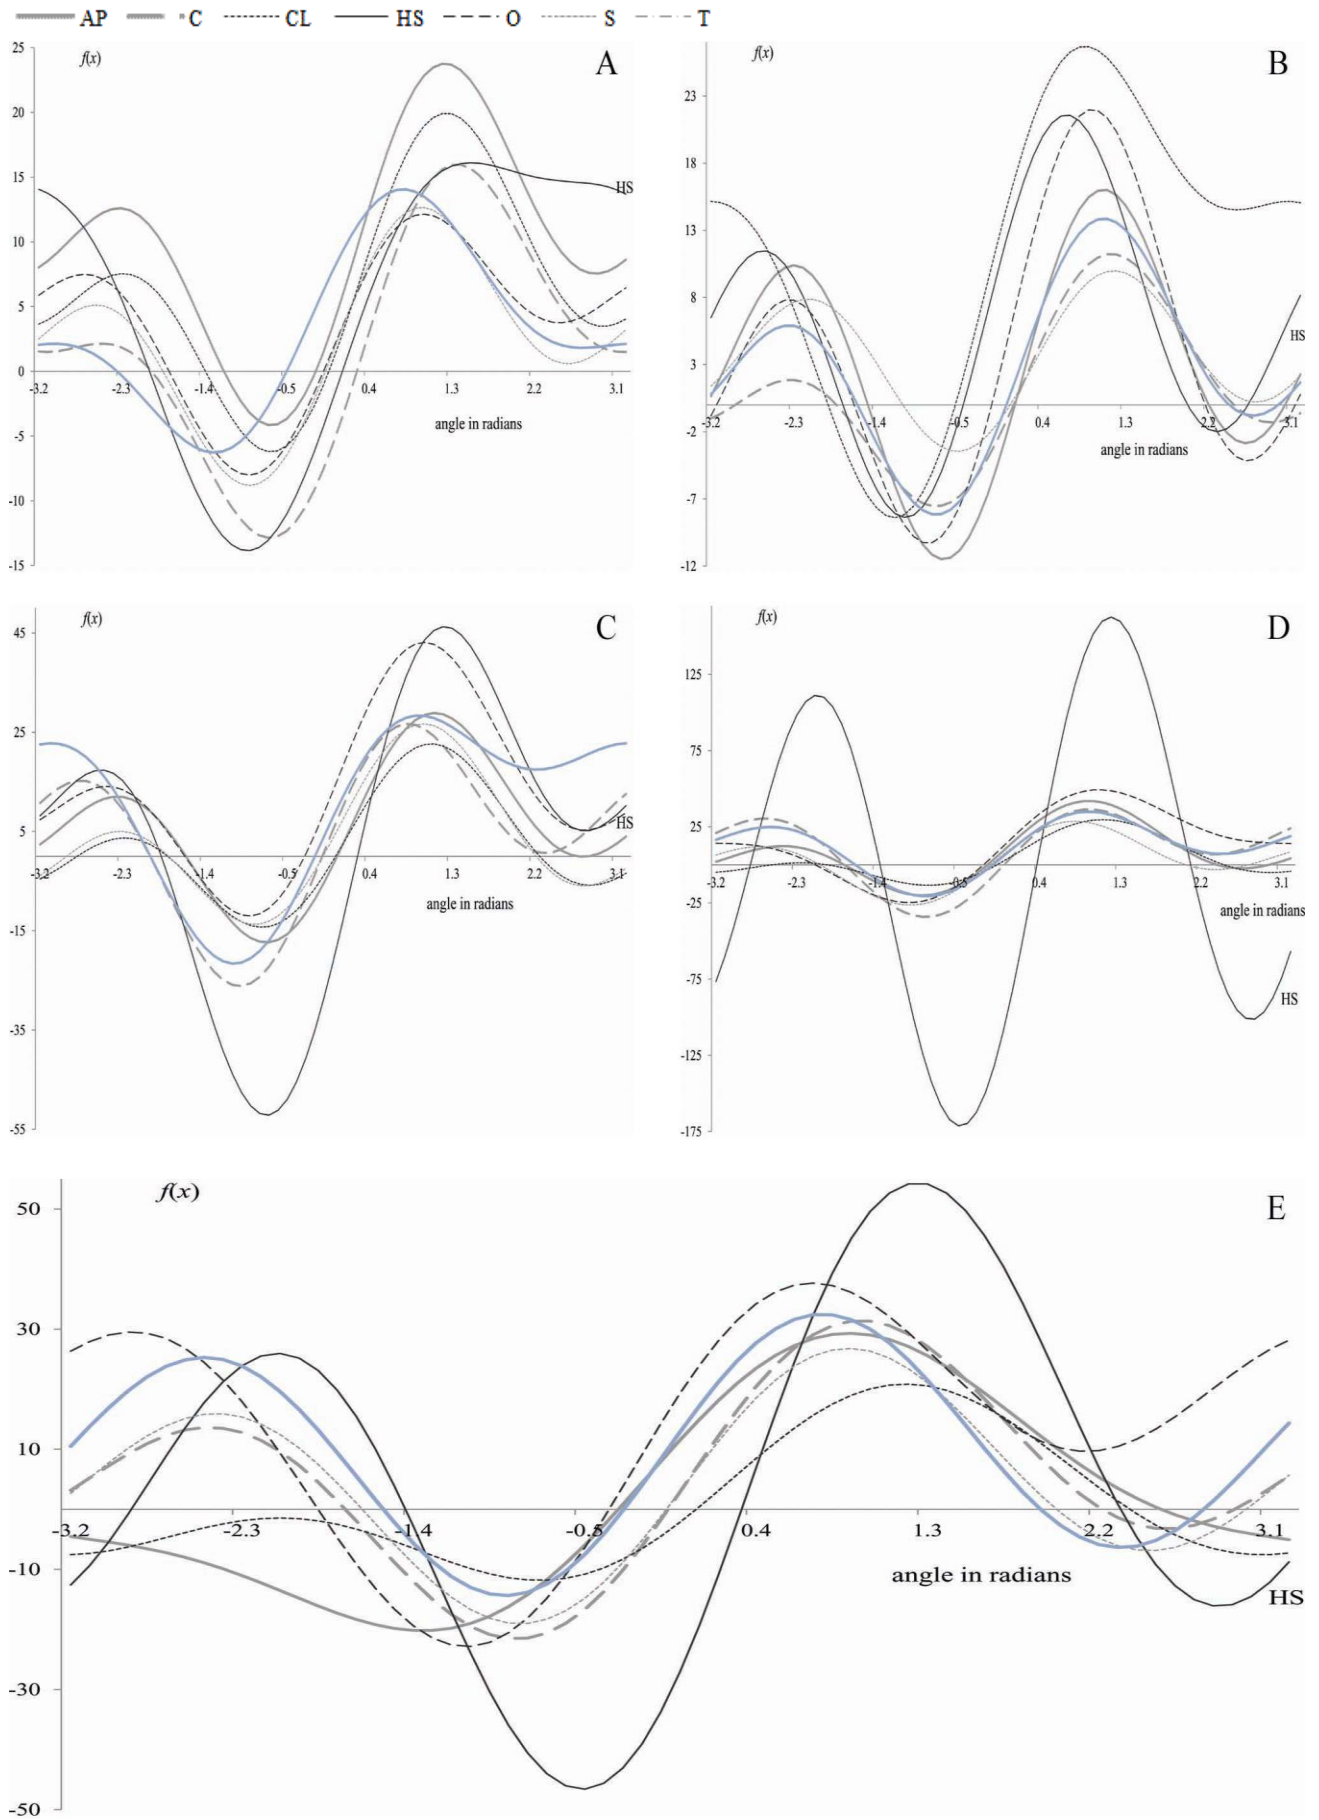 AP C CL HS O S T
f(x) A
25
20
15
HS
10
5
0
-3.2 -2.3 -1.4 -0.5 0.4 1.3 2.2 3.1
angle in radians
-5
-10
-15
f(x) B
23
18
13
8
HS
3
-3.2 -2.3 -1.4 -0.5 0.4 1.3 2.2 3.1
-2
angle in radians
-7
-12
f(x) C
45
25
5
HS
-3.2 -2.3 -1.4 -0.5 0.4 1.3 2.2 3.1
angle in radians
-15
-35
-55
f(x) D
125
75
25
-3.2 -2.3 -1.4 -0.5 0.4 1.3 2.2 3.1
-25
angle in radians
-75
HS
-125
-175
f(x) E
50
30
10
-3.2 -2.3 -1.4 -0.5 0.4 1.3 2.2 3.1
-10
angle in radians
HS
-30
-50